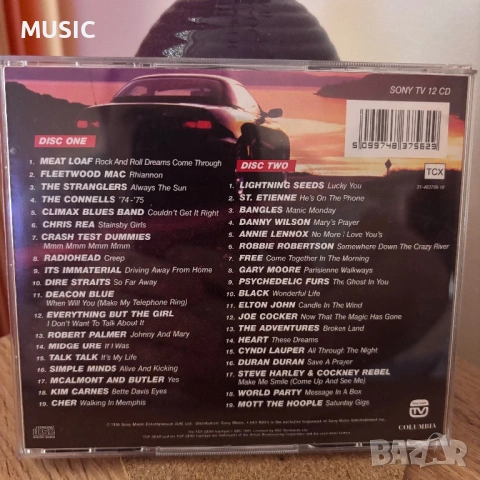 MUSIC
SONY TV 12 CD
5 099748 375629
TCX
DISC ONE
1. MEAT LOAF Rock And Roll Dreams Come Through
2. FLEETWOOD MAC Rhiannon
3. THE STRANGLERS Always The Sun
4. THE CONNELLS '74-'75
5. CLIMAX BLUES BAND Couldn't Get It Right
6. CHRIS REA Stainsby Girls
7. CRASH TEST DUMMIES
Mmm Mmm Mmmm Mmm
8. RADIOHEAD Creep
9. ITS IMMATERIAL Driving Away From Home
10. DIRE STRAITS So Far Away
11. DEACON BLUE
When Will You (Make My Telephone Ring)
12. EVERYTHING BUT THE GIRL
I Don't Want To Talk About It
13. ROBERT PALMER Johnny And Mary
14. MIDGE URE If I Was
15. TALK TALK It's My Life
16. SIMPLE MINDS Alive And Kicking
17. MCALMONT AND BUTLER Yes
18. KIM CARNES Bette Davis Eyes
19. CHER Walking In Memphis
DISC TWO
1. LIGHTNING SEEDS Lucky You
2. ST. ETIENNE He's On The Phone
3. BANGLES Manic Monday
4. DANNY WILSON Mary's Prayer
5. ANNIE LENNOX No More 'I Love You's
6. ROBBIE ROBERTSON Somewhere Down The Crazy River
7. FREE Come Together In The Morning
8. GARY MOORE Parisienne Walkways
9. PSYCHEDELIC FURS The Ghost In You
10. BLACK Wonderful Life
11. ELTON JOHN Candle In The Wind
12. JOE COCKER Now That The Magic Has Gone
13. THE ADVENTURES Broken Land
14. HEART These Dreams
15. CYNDI LAUPER All Through The Night
16. DURAN DURAN Save A Prayer
17. STEVE HARLEY & COCKNEY REBEL
Make Me Smile (Come Up And See Me)
18. WORLD PARTY Message In A Box
19. MOTT THE HOOPLE Saturday Gigs
TV
COLUMBIA
bazar